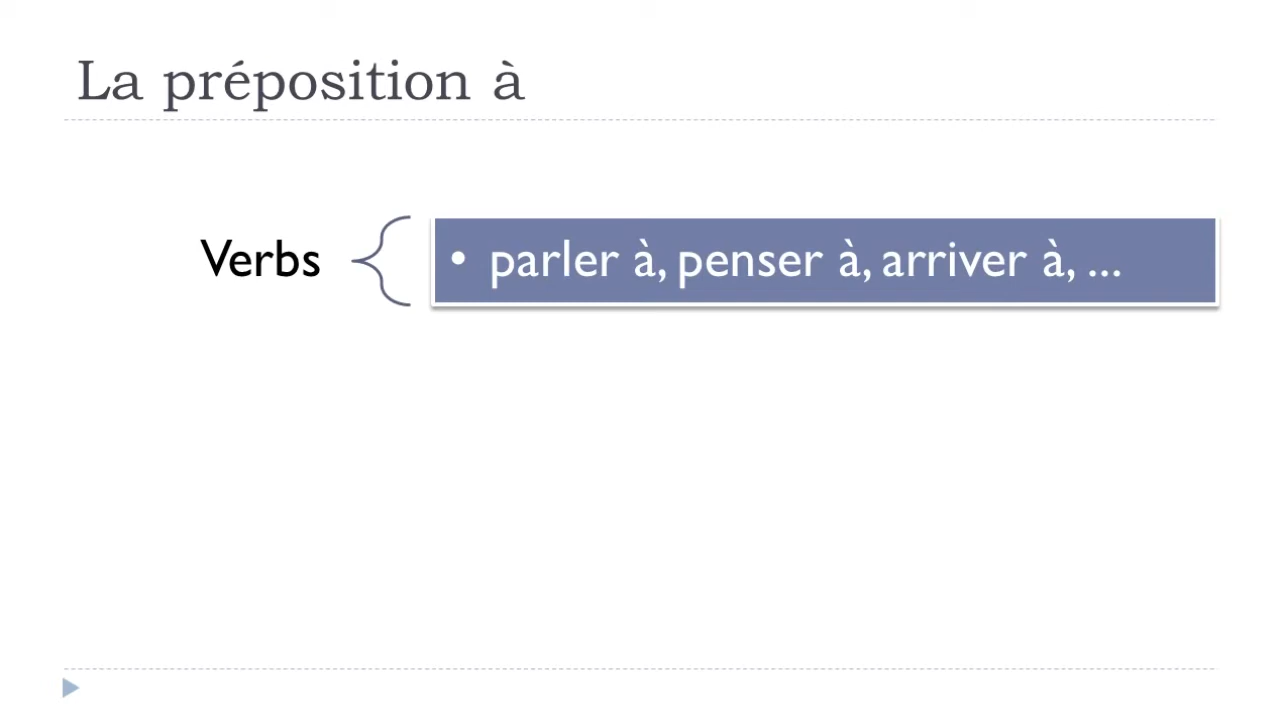 La préposition à
Verbs
• parler à, penser à, arriver à, ...